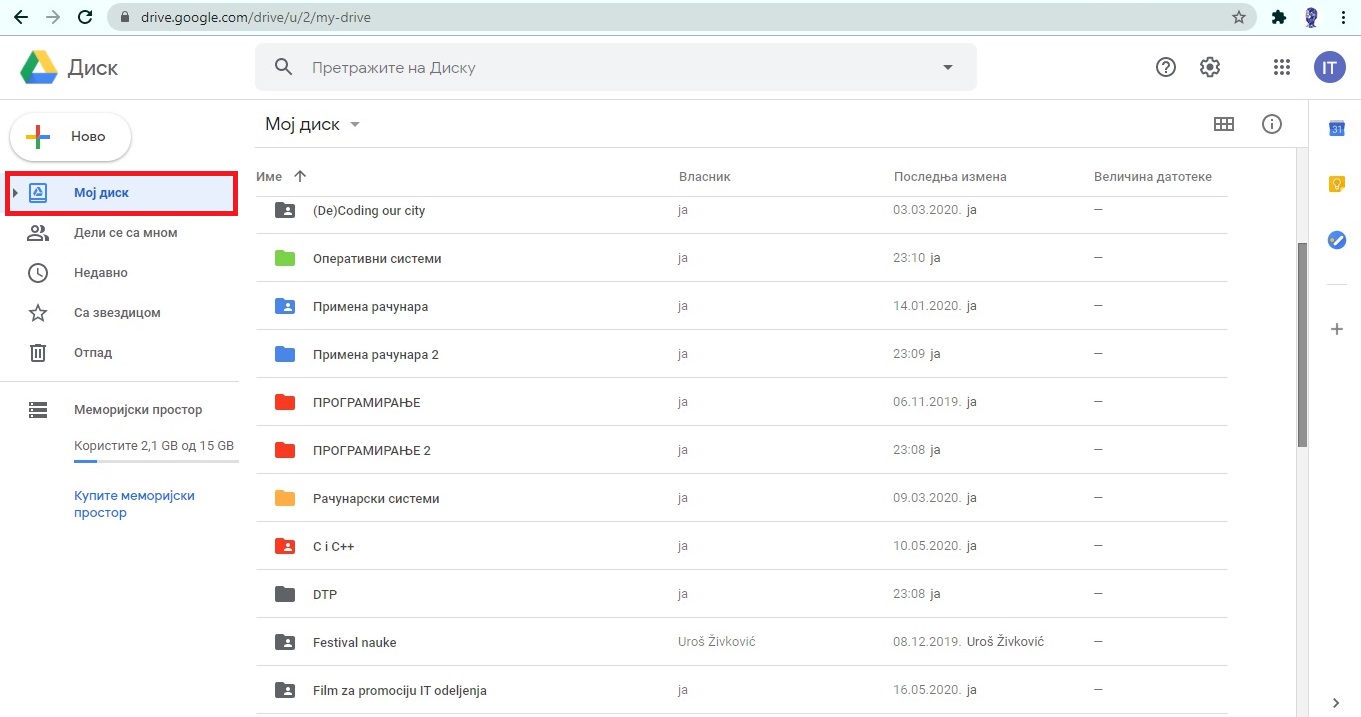 drive.google.com/drive/u/2/my-drive
Диск
Претражите на Диску
IT
Ново
Мој диск
Дели се са мном
Недавно
Са звездицом
Отпад
Меморијски простор
Користите 2,1 GB од 15 GB
Купите меморијски
простор
Мој диск
Име Власник Последња измена Величина датотеке
(De)Coding our city ја 03.03.2020. ја —
Оперативни системи ја 23:10 ја —
Примена рачунара ја 14.01.2020. ја —
Примена рачунара 2 ја 23:09 ја —
ПРОГРАМИРАЊЕ ја 06.11.2019. ја —
ПРОГРАМИРАЊЕ 2 ја 23:08 ја —
Рачунарски системи ја 09.03.2020. ја —
C i C++ ја 10.05.2020. ја —
DTP ја 23:08 ја —
Festival nauke Uroš Živković 08.12.2019. Uroš Živković —
Film za promociju IT odeljenja ја 16.05.2020. ја —
31